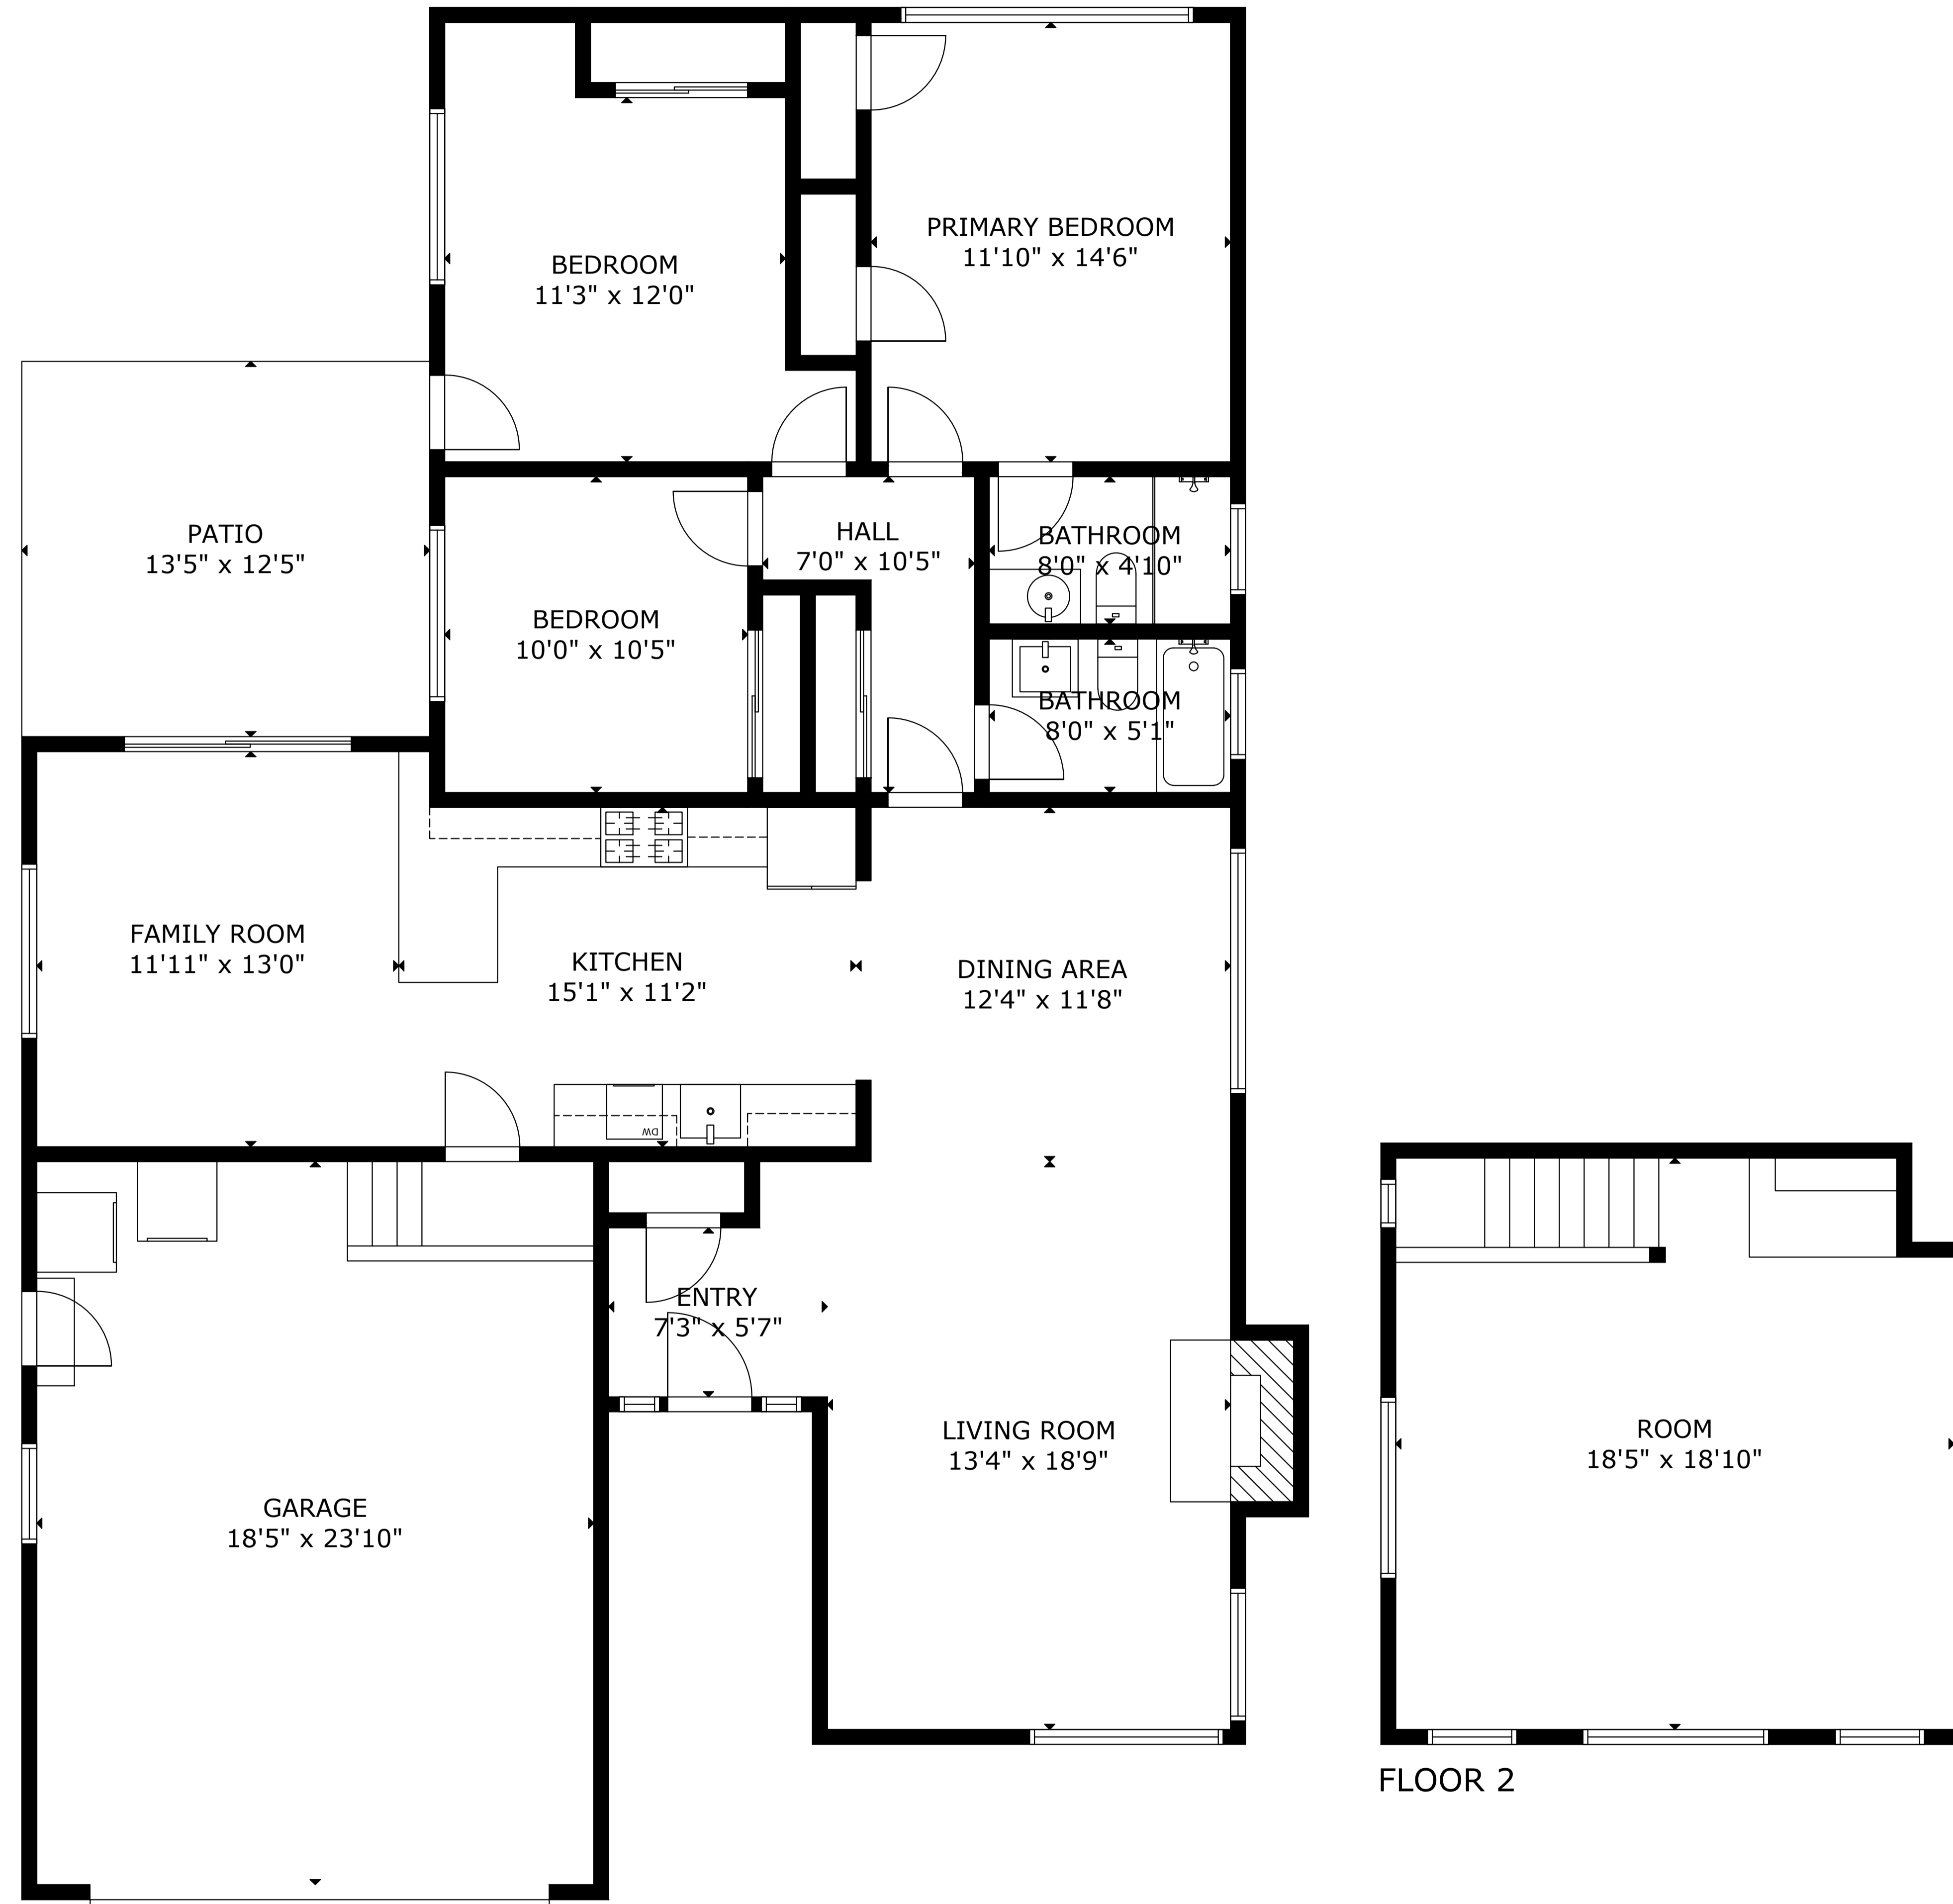 PRIMARY BEDROOM
11'10" x 14'6"
BEDROOM
11'3" x 12'0"
PATIO
13'5" x 12'5"
HALL
7'0" x 10'5"
BATHROOM
8'0" x 4'10"
BEDROOM
10'0" x 10'5"
BATHROOM
8'0" x 5'1"
FAMILY ROOM
11'11" x 13'0"
KITCHEN
15'1" x 11'2"
DINING AREA
12'4" x 11'8"
DW
ENTRY
7'3" x 5'7"
LIVING ROOM
13'4" x 18'9"
GARAGE
18'5" x 23'10"
ROOM
18'5" x 18'10"
FLOOR 2